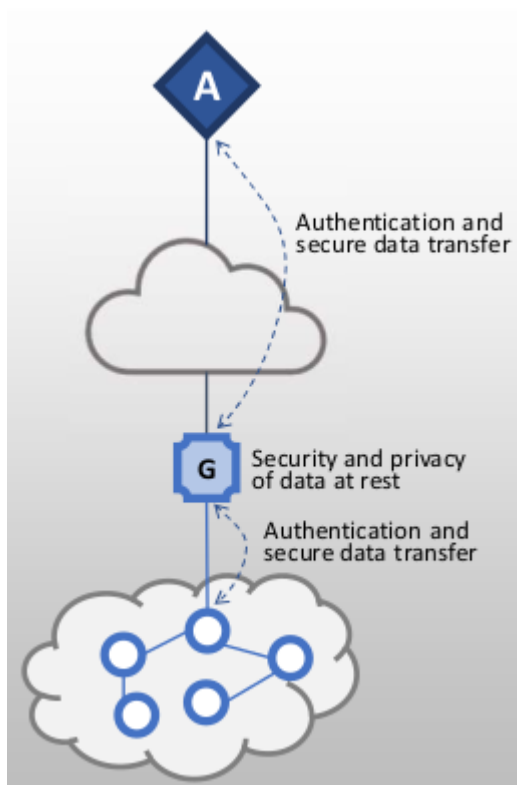 A
Authentication and
secure data transfer
G
Security and privacy
of data at rest
Authentication and
secure data transfer